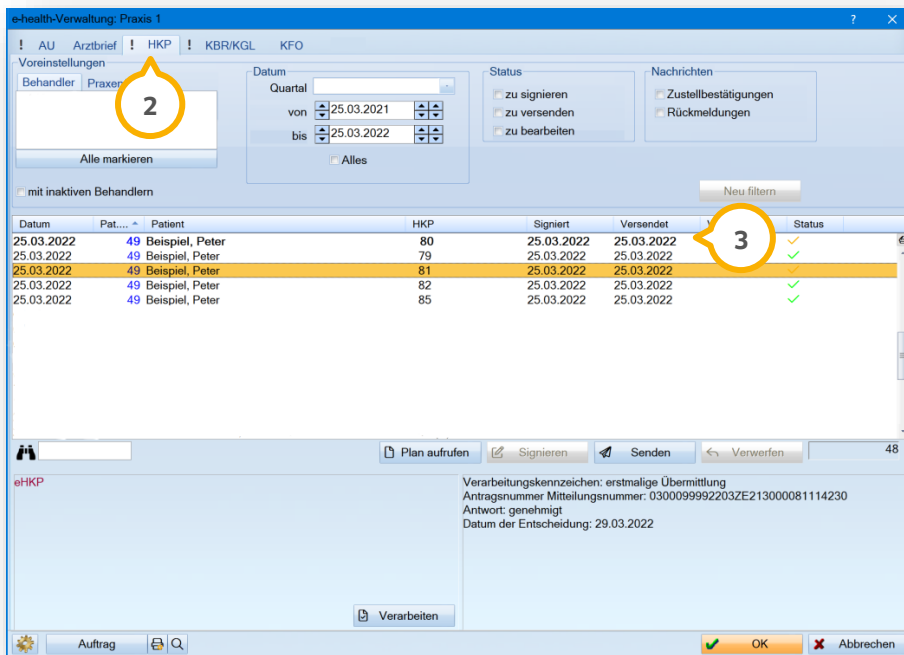 e-health-Verwaltung: Praxis 1 ?
! AU Arztbrief ! HKP ! KBR/KGL KFO
Voreinstellungen
Behandler Praxen
2
Alle markieren
mit inaktiven Behandlern
Datum
Quartal
von 25.03.2021
bis 25.03.2022
Alles
Status
zu signieren
zu versenden
zu bearbeiten
Nachrichten
Zustellbestätigungen
Rückmeldungen
Neu filtern
Datum Pat.... Patient HKP Signiert Versendet Status
25.03.2022 49 Beispiel, Peter 80 25.03.2022 25.03.2022
3
25.03.2022 49 Beispiel, Peter 79 25.03.2022 25.03.2022
25.03.2022 49 Beispiel, Peter 81 25.03.2022 25.03.2022
25.03.2022 49 Beispiel, Peter 82 25.03.2022 25.03.2022
25.03.2022 49 Beispiel, Peter 85 25.03.2022 25.03.2022
Plan aufrufen Signieren Senden Verwerfen 48
eHKP
Verarbeitungskennzeichen: erstmalige Übermittlung
Antragsnummer Mitteilungsnummer: 0300099992203ZE213000081114230
Antwort: genehmigt
Datum der Entscheidung: 29.03.2022
Verarbeiten
Auftrag OK Abbrechen